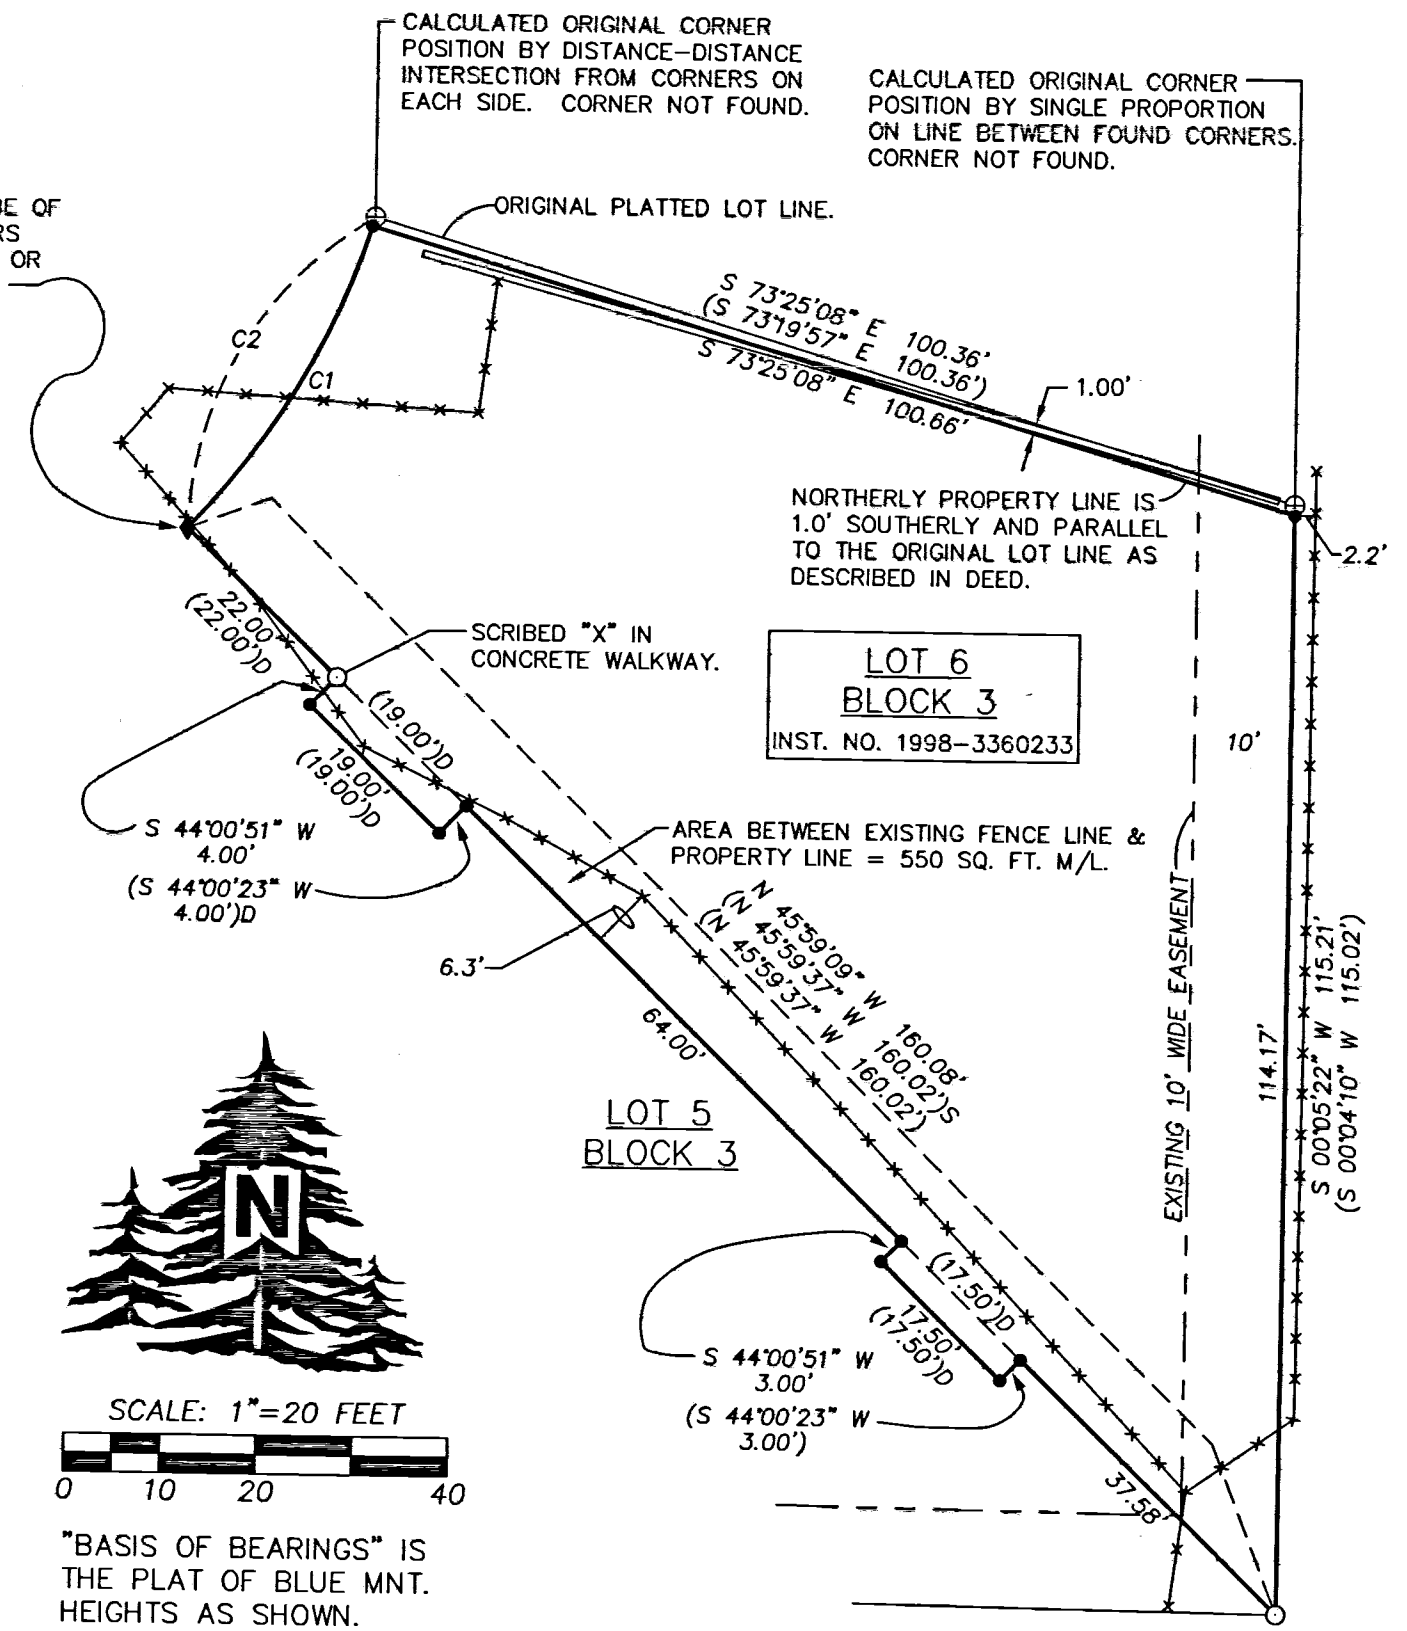 CALCULATED ORIGINAL CORNER
POSITION BY DISTANCE-DISTANCE
INTERSECTION FROM CORNERS ON
EACH SIDE. CORNER NOT FOUND.
CALCULATED ORIGINAL CORNER
POSITION BY SINGLE PROPORTION
ON LINE BETWEEN FOUND CORNERS.
CORNER NOT FOUND.
BE OF
RS
OR
ORIGINAL PLATTED LOT LINE.
S 73°25'08" E 100.36'
(S 73°19'57" E 100.36')
S 73°25'08" E 100.66'
C2
C1
1.00'
NORTHERLY PROPERTY LINE IS
1.0' SOUTHERLY AND PARALLEL
TO THE ORIGINAL LOT LINE AS
DESCRIBED IN DEED.
2.2'
22.00'
(22.00')D
SCRIBED "X" IN
CONCRETE WALKWAY.
LOT 6
BLOCK 3
INST. NO. 1998-3360233
10'
(19.00')D
19.00'
(19.00')D
S 44°00'51" W
4.00'
(S 44°00'23" W
4.00')D
AREA BETWEEN EXISTING FENCE LINE &
PROPERTY LINE = 550 SQ. FT. M/L.
6.3'
N 45°59'09" W 160.08'
(N 45°59'37" W 160.02')S
(N 45°59'37" W 160.02')
EXISTING 10' WIDE EASEMENT
114.17'
S 00°05'22" W 115.21'
(S 00°04'10" W 115.02')
64.00'
LOT 5
BLOCK 3
N
(17.50')D
17.50'
(17.50')D
S 44°00'51" W
3.00'
(S 44°00'23" W
3.00')
37.58'
SCALE: 1"=20 FEET
0 10 20 40
"BASIS OF BEARINGS" IS
THE PLAT OF BLUE MNT.
HEIGHTS AS SHOWN.